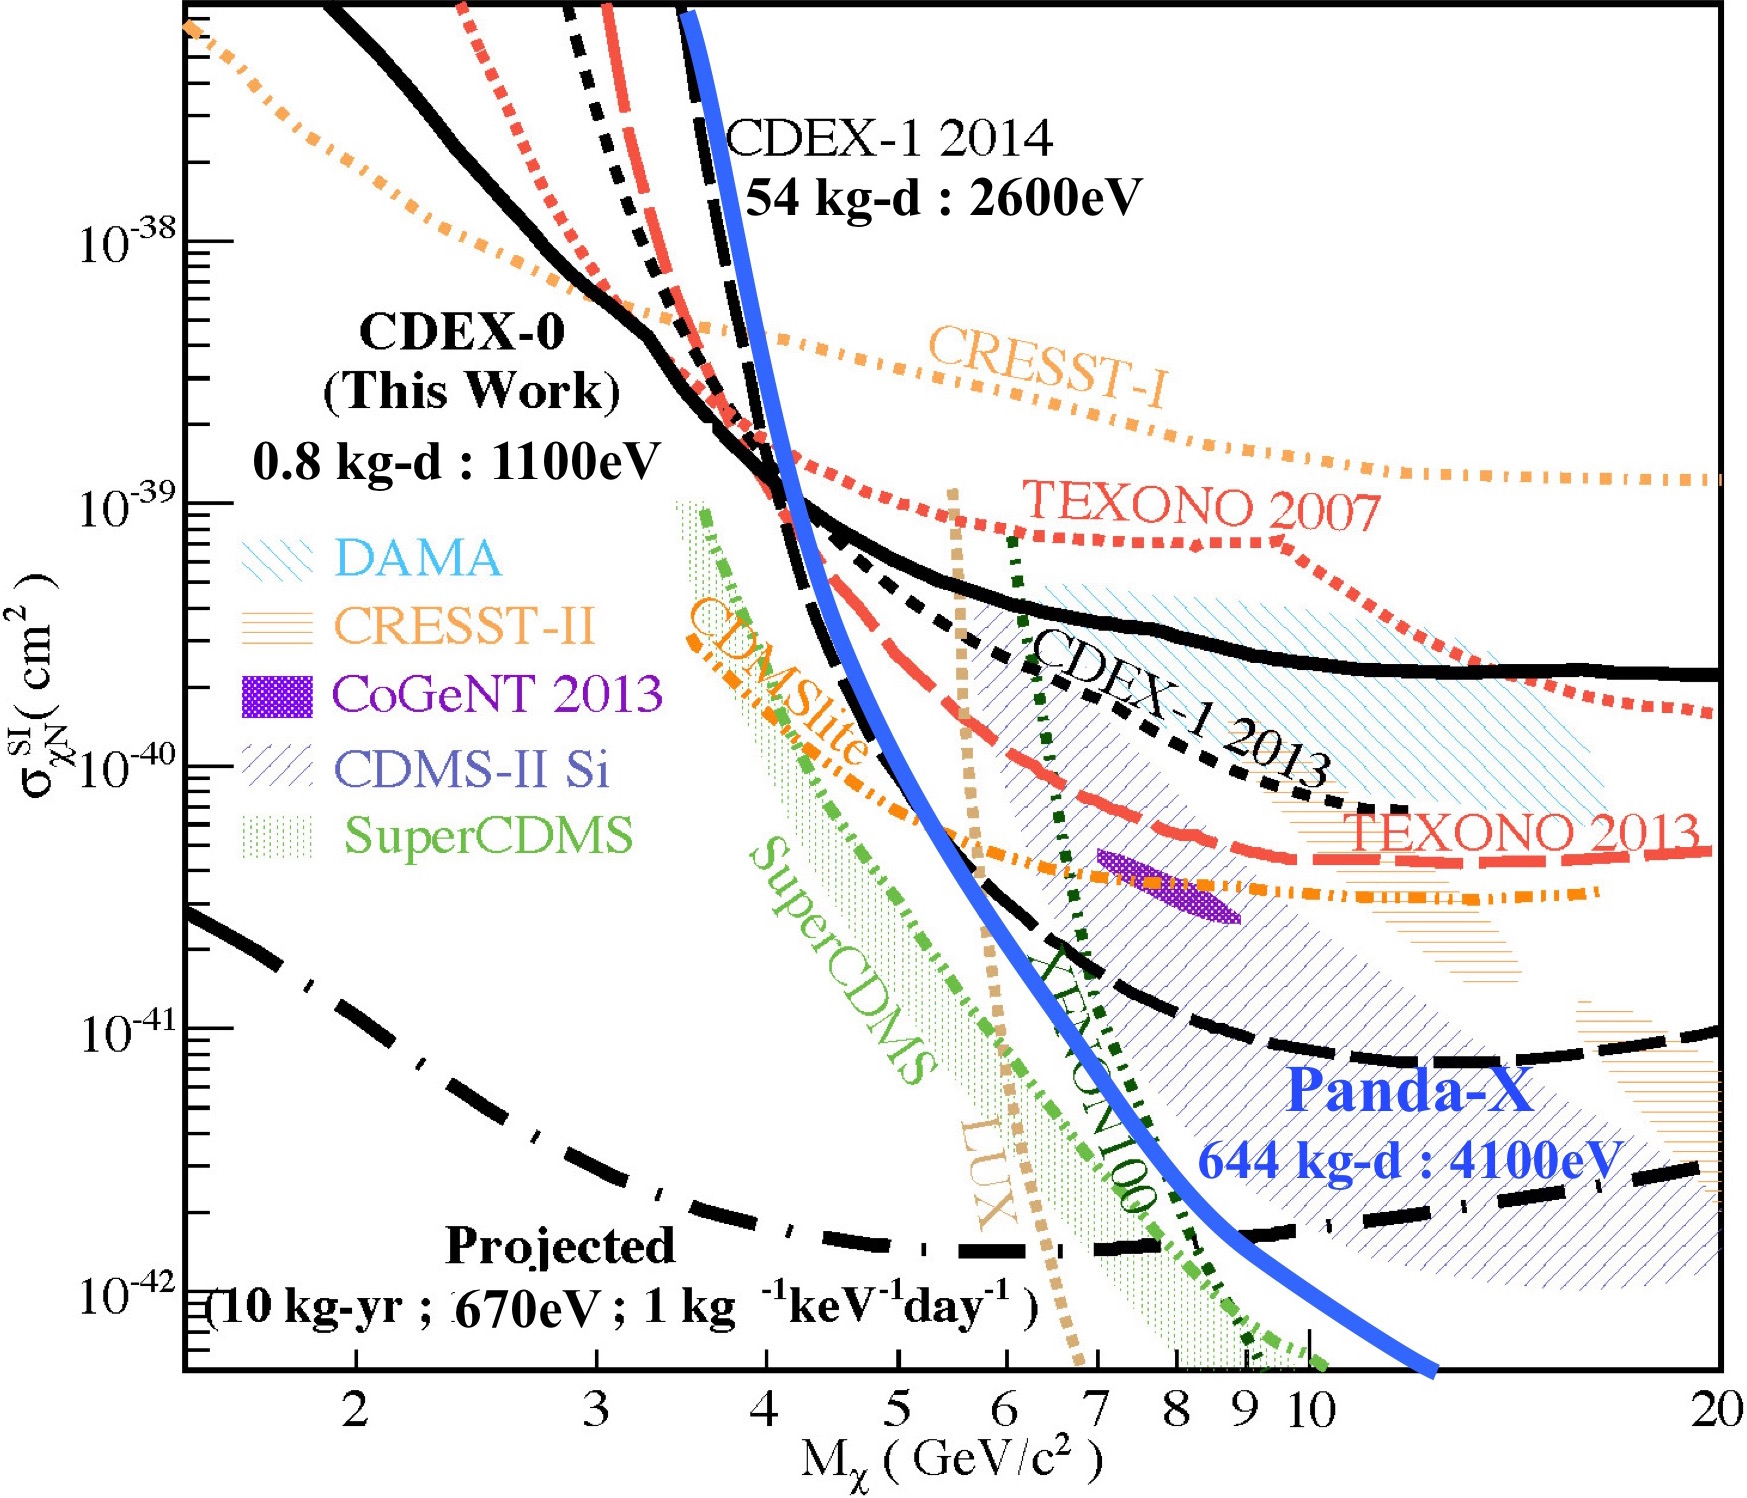 CDEX-1 2014
54 kg-d : 2600eV
10-38
CDEX-0
(This Work)
0.8 kg-d : 1100eV
CRESST-I
10-39
TEXONO 2007
DAMA
CRESST-II
CoGeNT 2013
CDMS-II Si
SuperCDMS
CDMSlite
CDEX-1 2013
TEXONO 2013
σχNSI ( cm2 )
10-40
SuperCDMS
XENON100
LUX
10-41
Panda-X
644 kg-d : 4100eV
Projected
(10 kg-yr ; 670eV ; 1 kg -1keV-1day-1 )
10-42
2 3 4 5 6 7 8 9 10 20
Mχ ( GeV/c2 )